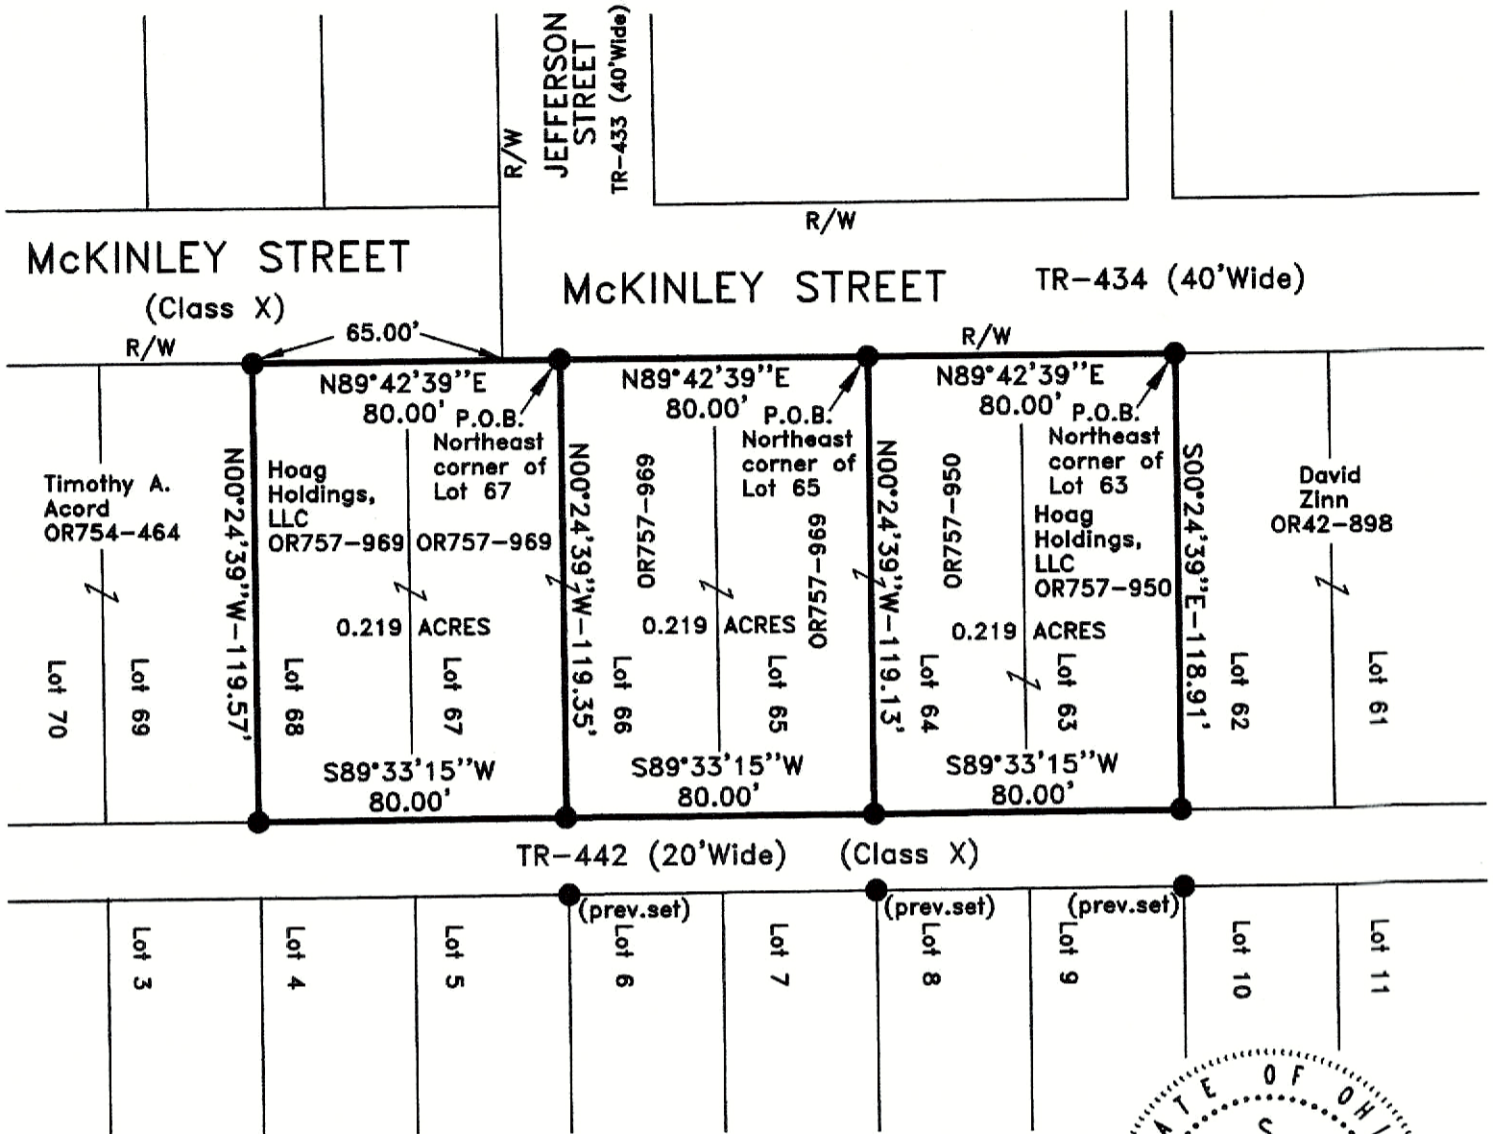 JEFFERSON
STREET
TR-433 (40'Wide)
R/W
R/W
McKINLEY STREET
(Class X)
McKINLEY STREET
TR-434 (40'Wide)
R/W
65.00'
R/W
N89°42'39"E
80.00'
P.O.B.
Northeast
corner of
Lot 67
N89°42'39"E
80.00'
P.O.B.
Northeast
corner of
Lot 65
N89°42'39"E
80.00'
P.O.B.
Northeast
corner of
Lot 63
Timothy A.
Acord
OR754-464
N00°24'39"W-119.57'
Hoag
Holdings,
LLC
OR757-969
OR757-969
N00°24'39"W-119.35'
OR757-969
OR757-969
N00°24'39"W-119.13'
OR757-950
Hoag
Holdings,
LLC
OR757-950
S00°24'39"E-118.91'
David
Zinn
OR42-898
0.219 ACRES
0.219 ACRES
0.219 ACRES
Lot 70
Lot 69
Lot 68
Lot 67
Lot 66
Lot 65
Lot 64
Lot 63
Lot 62
Lot 61
S89°33'15"W
80.00'
S89°33'15"W
80.00'
S89°33'15"W
80.00'
TR-442 (20'Wide) (Class X)
(prev.set)
(prev.set)
(prev.set)
Lot 3
Lot 4
Lot 5
Lot 6
Lot 7
Lot 8
Lot 9
Lot 10
Lot 11
OF